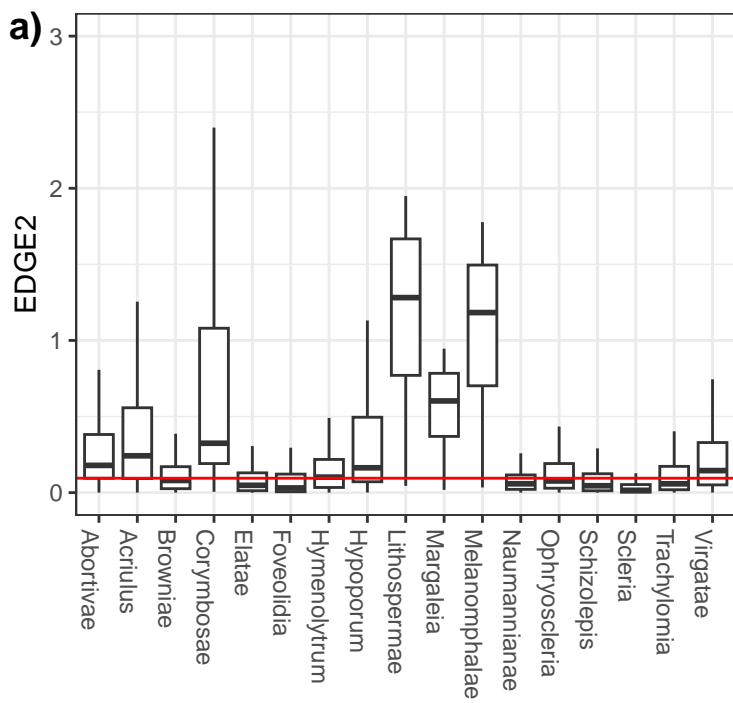 a)
3
2
1
0
EDGE2
Abortivae
Acriulus
Browniae
Corymbosae
Elatae
Foveolidia
Hymenolytrum
Hypoporum
Lithospermae
Margaleia
Melanomphalae
Naumannianae
Ophryoscleria
Schizolepis
Scleria
Trachylomia
Virgatae